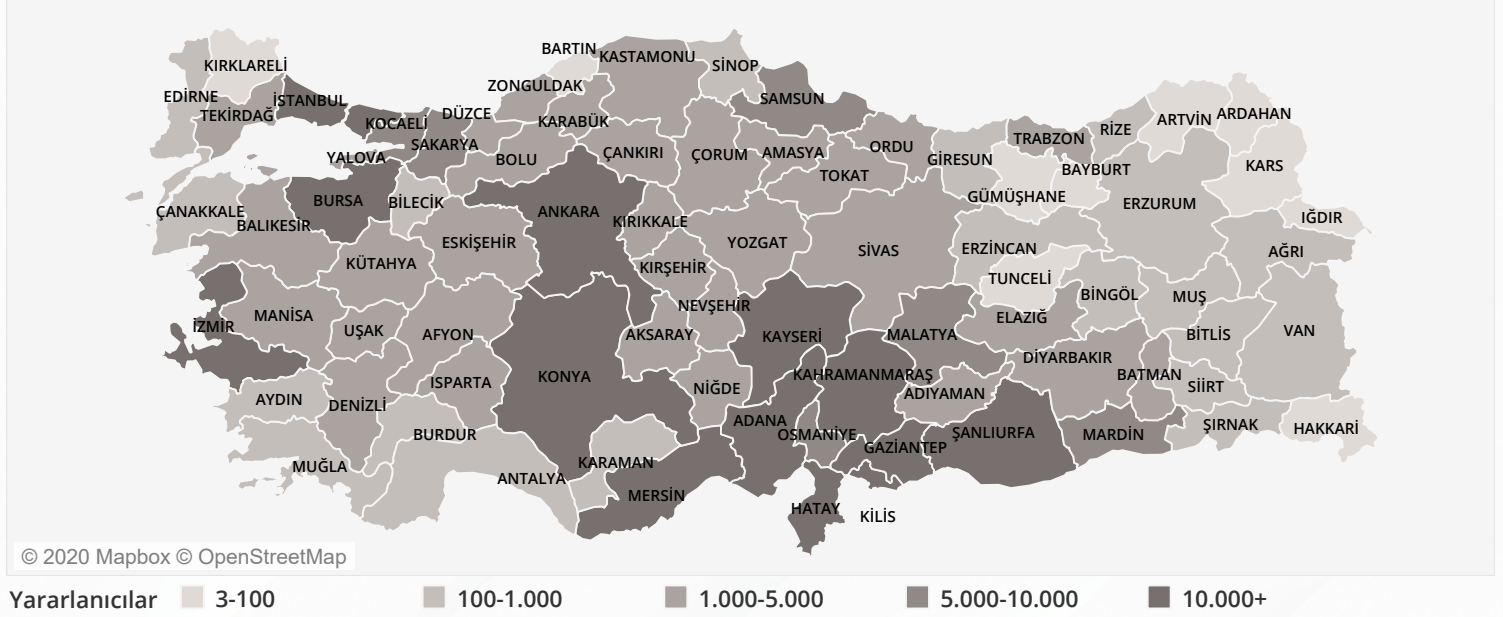 BARTIN
KASTAMONU
KIRKLARELİ
SİNOP
ZONGULDAK
EDİRNE
İSTANBUL
SAMSUN
TEKİRDAG
DÜZCE
ARDAHAN
KOCAELİ
KARABÜK
ARTVİN
RİZE
TRABZON
SAKARYA
ORDU
YALOVA
BOLU
ÇANKIRI
ÇORUM
AMASYA
GİRESUN
KARS
BAYBURT
TOKAT
BURSA
BİLECİK
GÜMÜŞHANE
ERZURUM
ÇANAKKALE
ANKARA
IĞDIR
BALIKESİR
KIRIKKALE
ESKİŞEHİR
YOZGAT
SİVAS
ERZİNCAN
AĞRI
KÜTAHYA
KIRŞEHİR
TUNCELİ
BİNGÖL
MUŞ
NEVŞEHİR
MANİSA
ELAZIĞ
İZMİR
UŞAK
AFYON
AKSARAY
KAYSERİ
MALATYA
BİTLİS
VAN
DİYARBAKIR
KONYA
KAHRAMANMARAŞ
BATMAN
ISPARTA
NİĞDE
SİİRT
ADIYAMAN
AYDIN
DENİZLİ
ADANA
ŞIRNAK
HAKKARİ
BURDUR
OSMANİYE
ŞANLIURFA
MARDİN
GAZİANTEP
MUĞLA
KARAMAN
ANTALYA
MERSİN
HATAY
KİLİS
© 2020 Mapbox © OpenStreetMap
Yararlanıcılar 3-100 100-1.000 1.000-5.000 5.000-10.000 10.000+